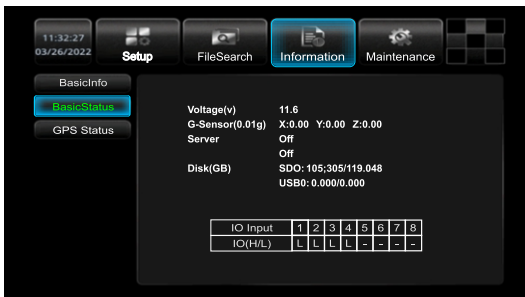 11:32:27
03/26/2022
Setup
FileSearch
Information
Maintenance
BasicInfo
BasicStatus
GPS Status
Voltage(v) 11.6
G-Sensor(0.01g) X:0.00 Y:0.00 Z:0.00
Server Off
Off
Disk(GB) SDO: 105;305/119.048
USB0: 0.000/0.000
IO Input 1 2 3 4 5 6 7 8
IO(H/L) L L L L - - - -